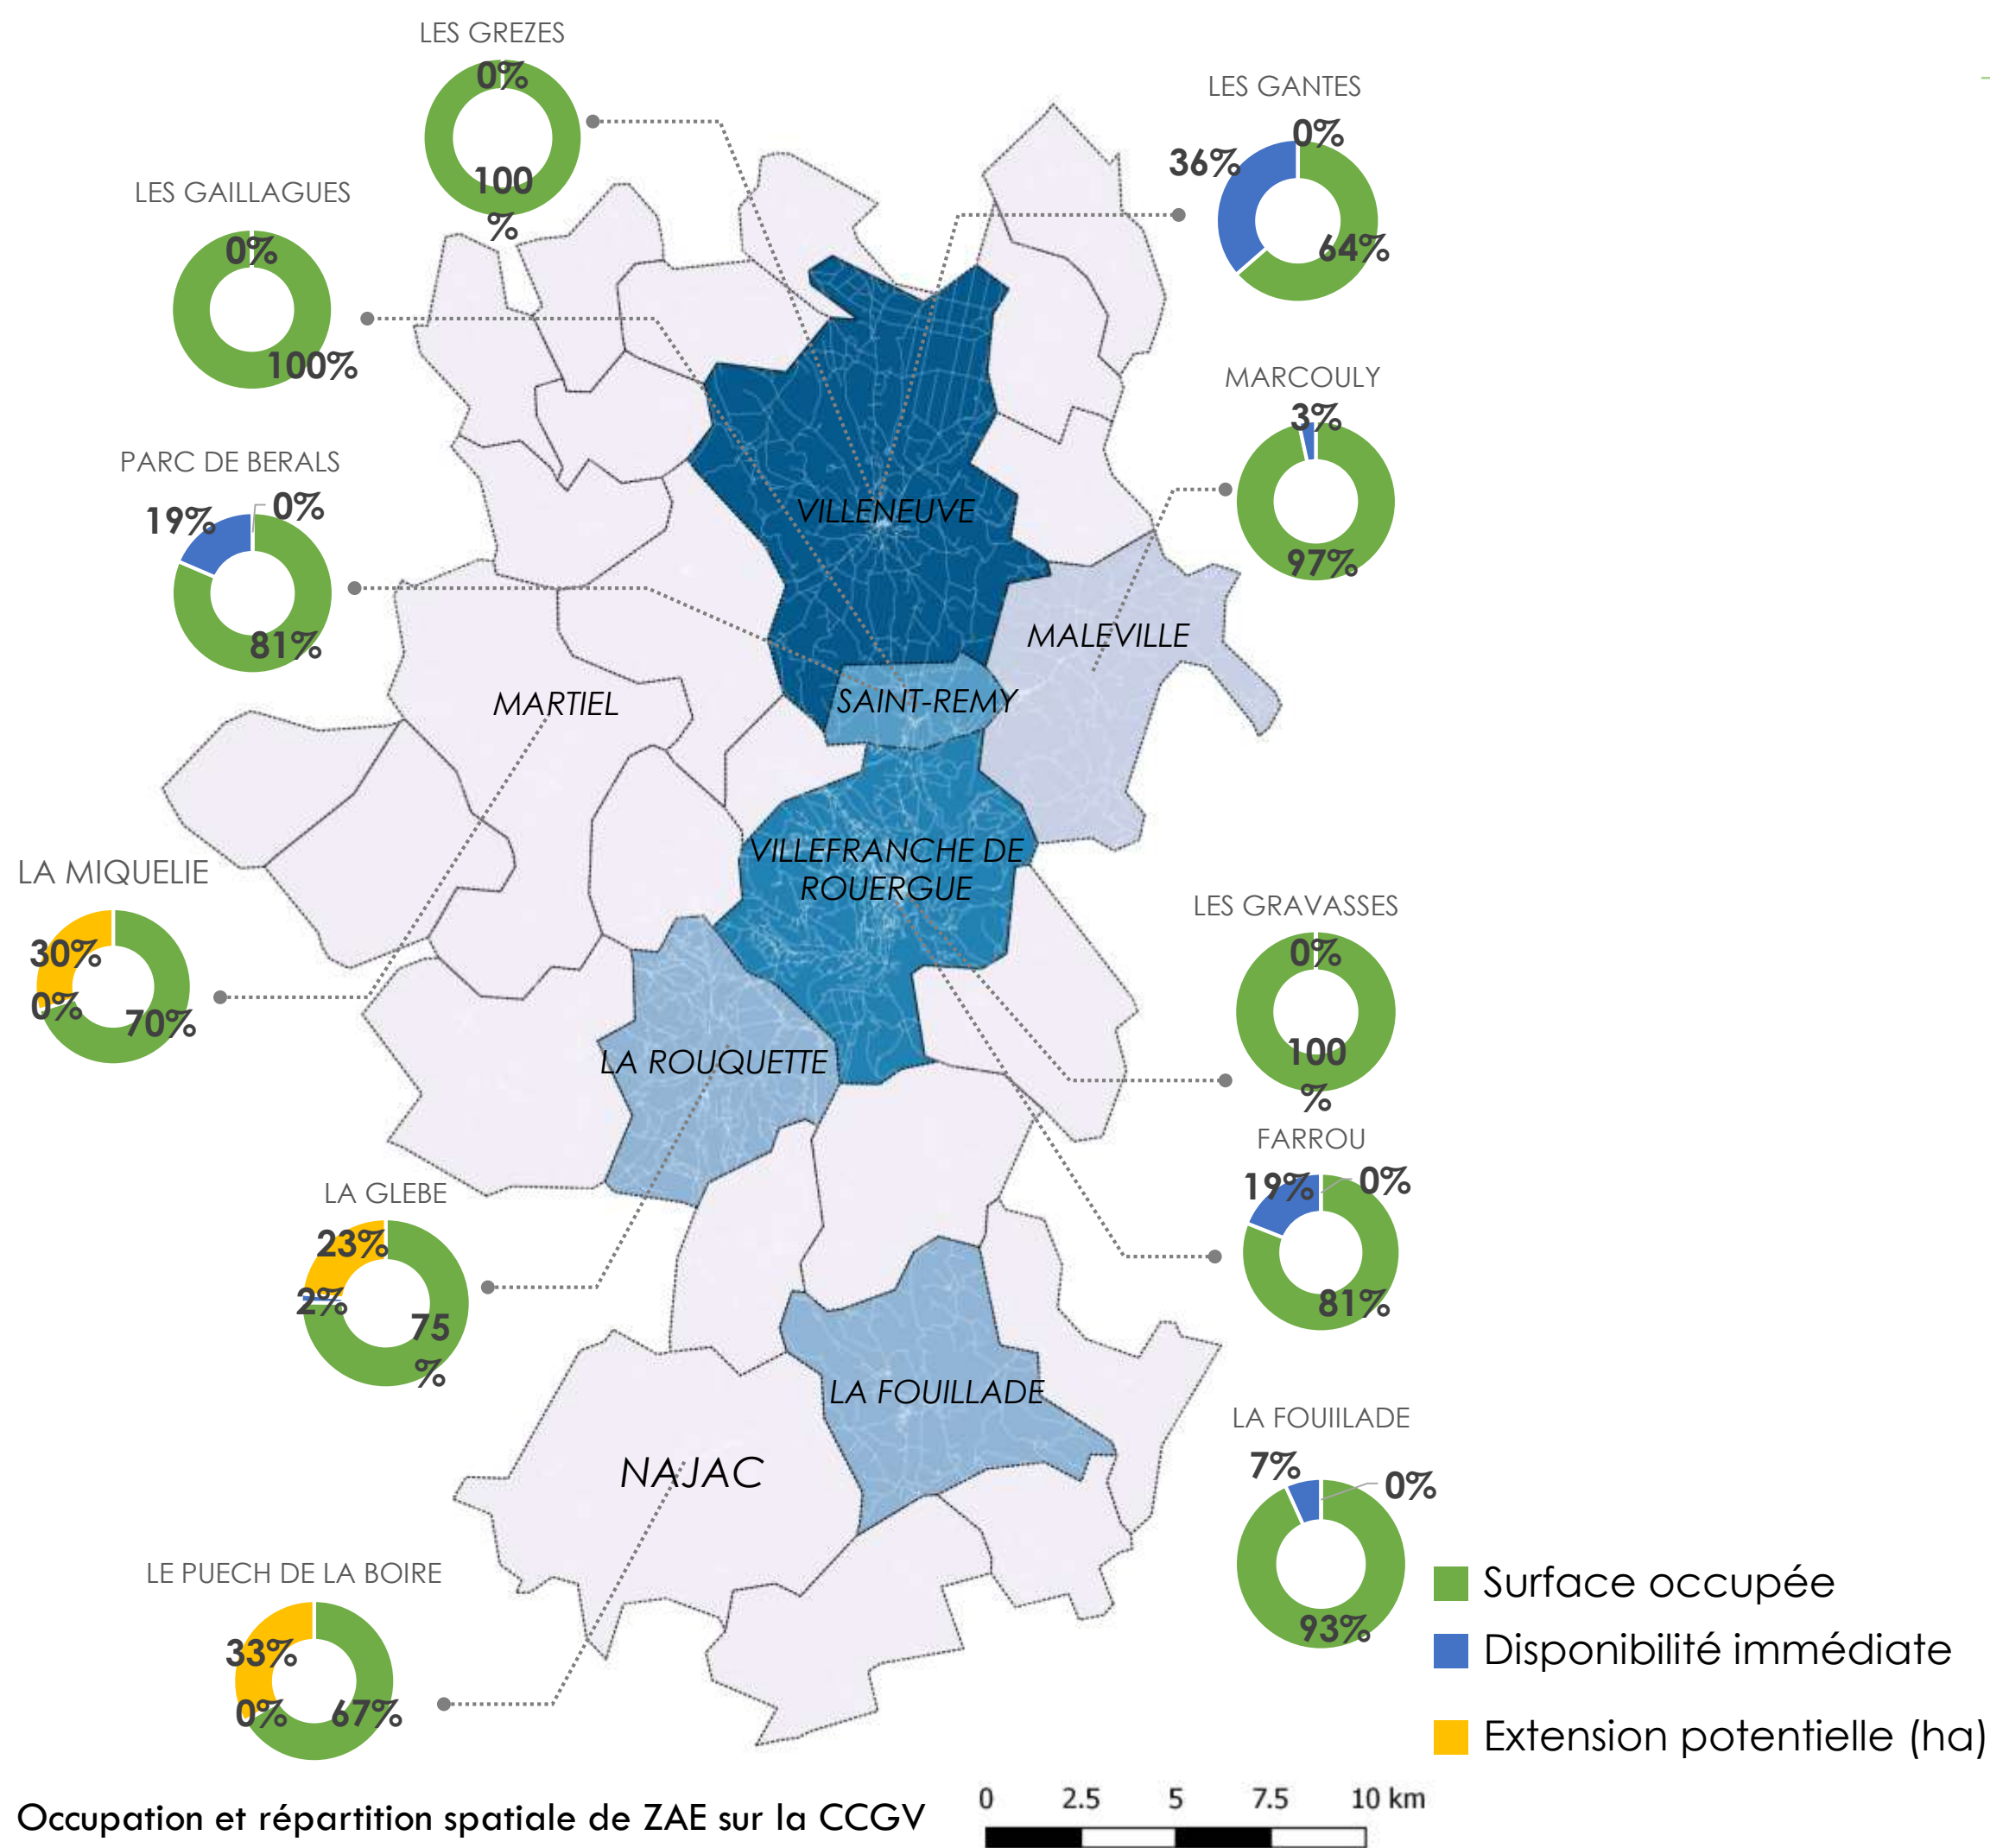 LES GREZES
0%
100
%
LES GANTES
0%
36%
64%
LES GAILLAGUES
0%
100%
MARCOULY
3%
97%
PARC DE BERALS
0%
19%
81%
VILLENEUVE
MALEVILLE
MARTIEL
SAINT-REMY
VILLEFRANCHE DE
ROUERGUE
LA MIQUELIE
30%
0%
70%
LES GRAVASSES
0%
100
%
LA ROUQUETTE
FARROU
19%
0%
81%
LA GLEBE
23%
2%
75
%
LA FOUILLADE
LA FOUIILADE
7%
0%
93%
NAJAC
LE PUECH DE LA BOIRE
33%
0%
67%
Surface occupée
Disponibilité immédiate
Extension potentielle (ha)
0 2.5 5 7.5 10 km
Occupation et répartition spatiale de ZAE sur la CCGV